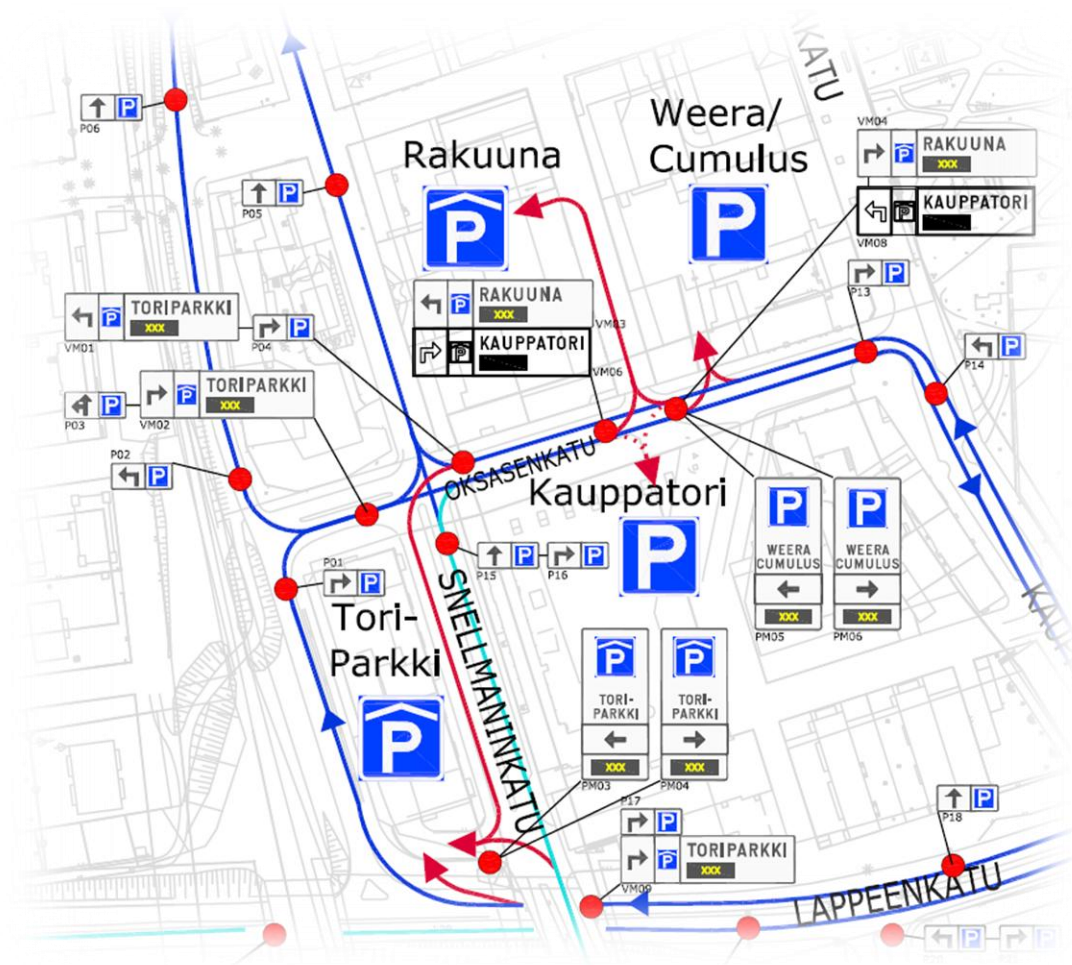 KATU
P06
P
P
P05
Rakuuna
P
Weera/
Cumulus
P
VM04
P
RAKUUNA
XXX
P
KAUPPATORI
VM08
P
P13
P
TORIPARKKI
XXX
VM01
P
P04
P
RAKUUNA
XXX
VM03
P
KAUPPATORI
VM06
P
P14
P
P03
P
TORIPARKKI
XXX
VM02
P02
P
OKSASENKATU
Kauppatori
P
P
WEERA
CUMULUS
XXX
PM05
P
WEERA
CUMULUS
XXX
PM06
P
P15
P
P16
P01
P
Tori-
Parkki
P
SNELLMANINKATU
KAU
P
TORI-
PARKKI
XXX
PM03
P
TORI-
PARKKI
XXX
PM04
P17
P
P
TORIPARKKI
XXX
VM09
P
P18
LAPPEENKATU
P
P